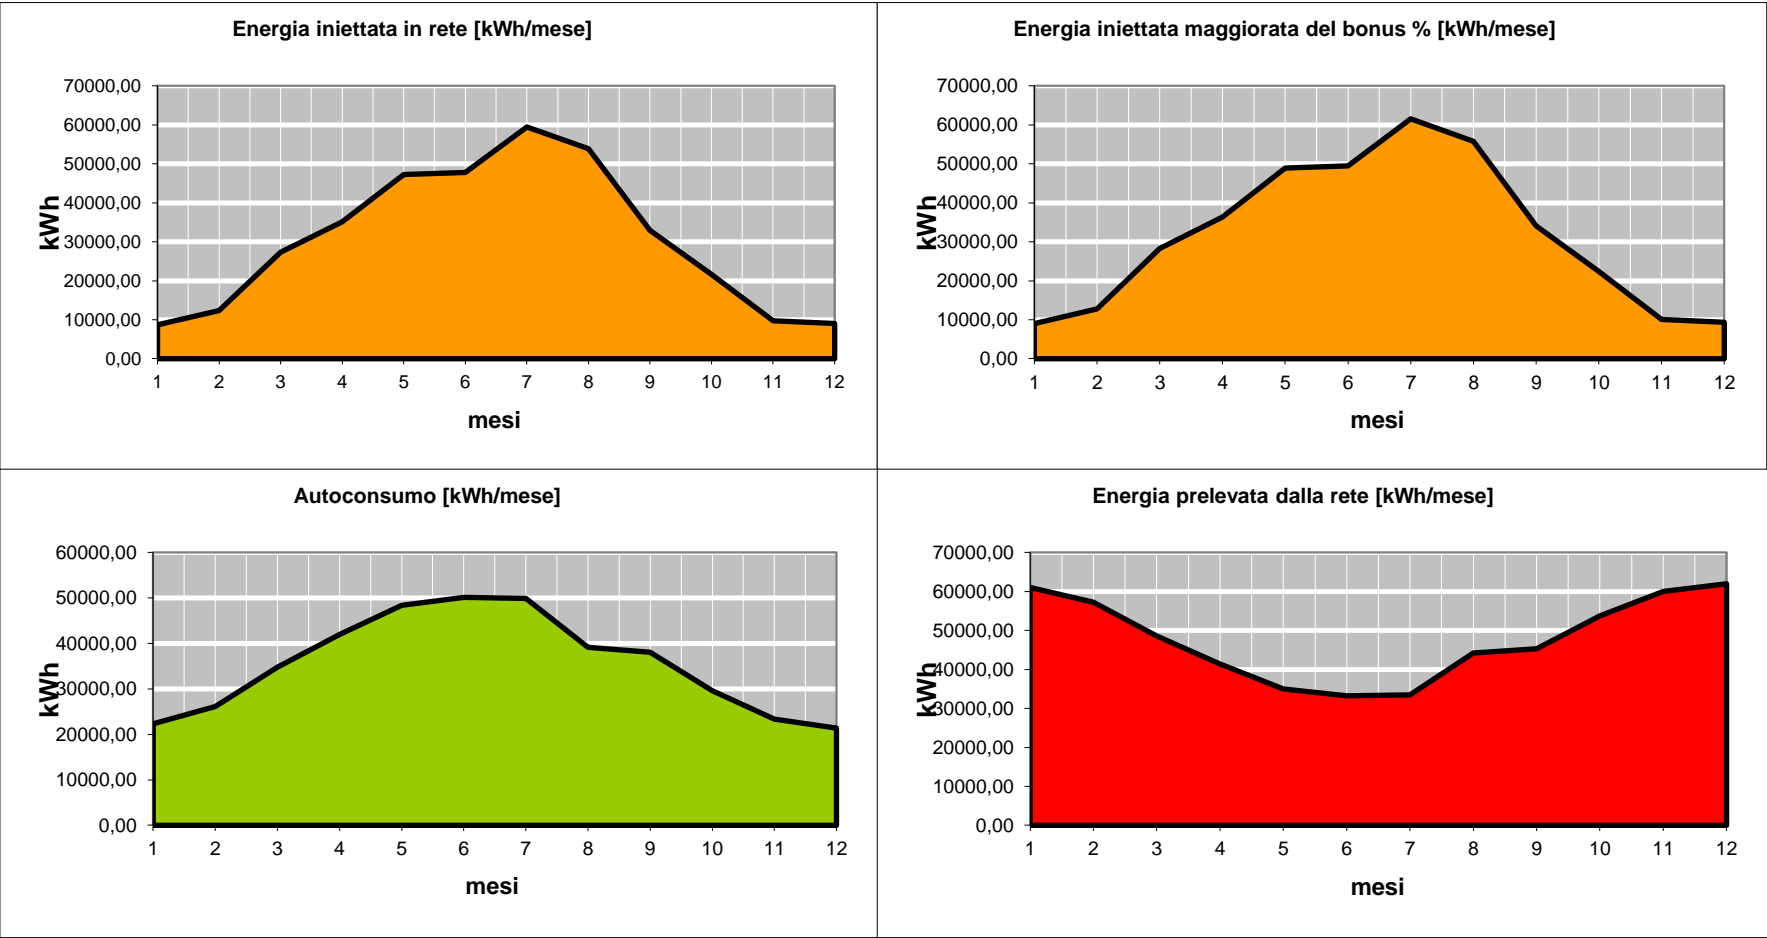 Energia iniettata in rete [kWh/mese]
70000,00
60000,00
50000,00
40000,00
30000,00
20000,00
10000,00
0,00
kWh
1 2 3 4 5 6 7 8 9 10 11 12
mesi
Energia iniettata maggiorata del bonus % [kWh/mese]
70000,00
60000,00
50000,00
40000,00
30000,00
20000,00
10000,00
0,00
kWh
1 2 3 4 5 6 7 8 9 10 11 12
mesi
Autoconsumo [kWh/mese]
60000,00
50000,00
40000,00
30000,00
20000,00
10000,00
0,00
kWh
1 2 3 4 5 6 7 8 9 10 11 12
mesi
Energia prelevata dalla rete [kWh/mese]
70000,00
60000,00
50000,00
40000,00
30000,00
20000,00
10000,00
0,00
kWh
1 2 3 4 5 6 7 8 9 10 11 12
mesi